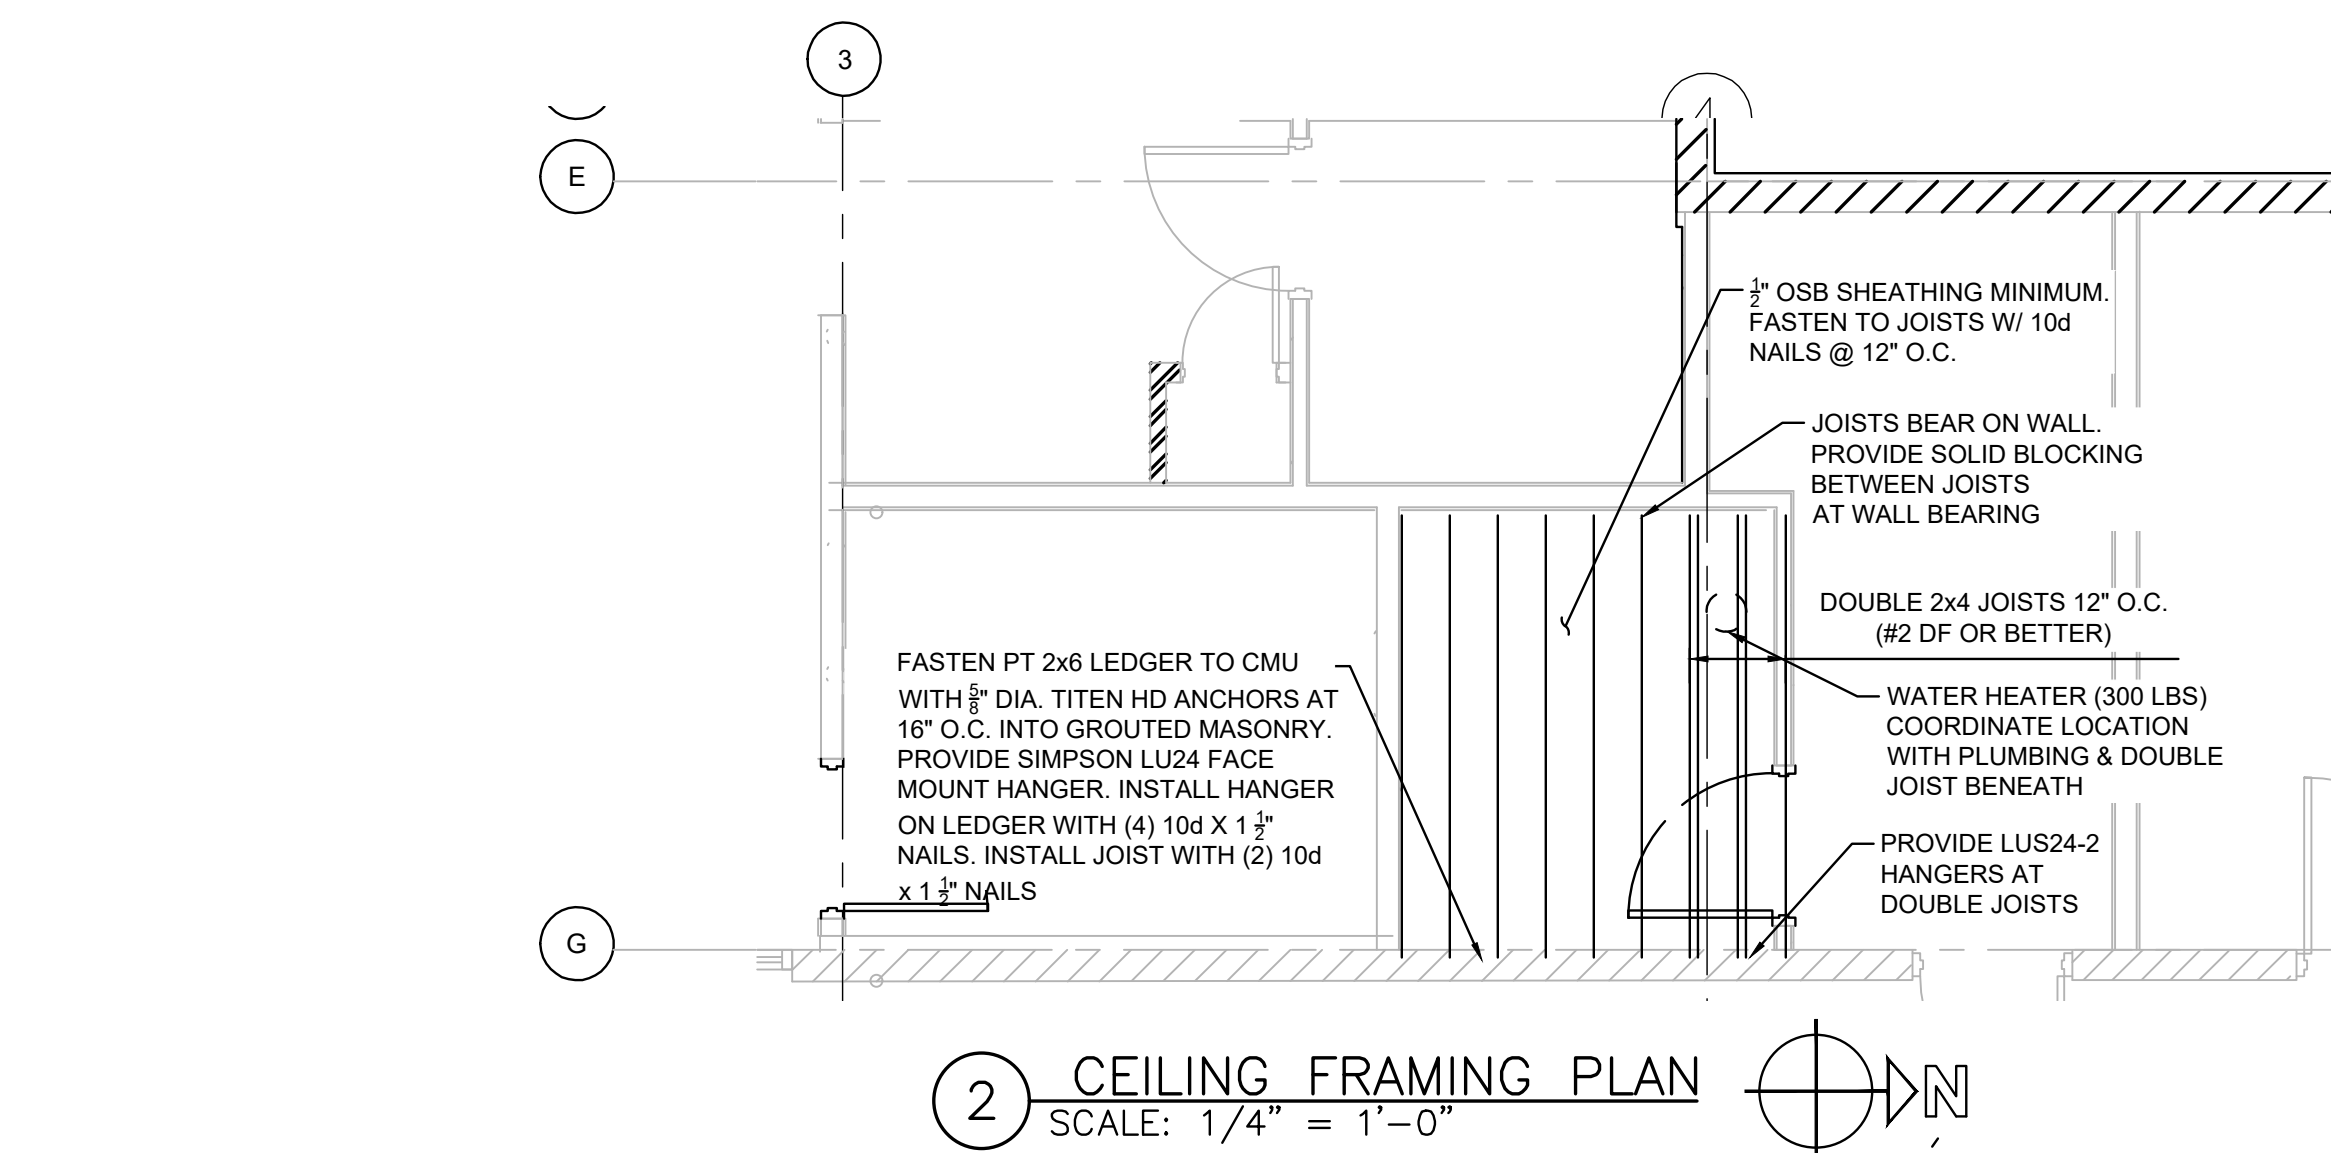 3
E
½" OSB SHEATHING MINIMUM.
FASTEN TO JOISTS W/ 10d
NAILS @ 12" O.C.
JOISTS BEAR ON WALL.
PROVIDE SOLID BLOCKING
BETWEEN JOISTS
AT WALL BEARING
DOUBLE 2x4 JOISTS 12" O.C.
(#2 DF OR BETTER)
FASTEN PT 2x6 LEDGER TO CMU
WITH ⅝" DIA. TITEN HD ANCHORS AT
16" O.C. INTO GROUTED MASONRY.
PROVIDE SIMPSON LU24 FACE
MOUNT HANGER. INSTALL HANGER
ON LEDGER WITH (4) 10d X 1 ½"
NAILS. INSTALL JOIST WITH (2) 10d
x 1 ½" NAILS
WATER HEATER (300 LBS)
COORDINATE LOCATION
WITH PLUMBING & DOUBLE
JOIST BENEATH
PROVIDE LUS24-2
HANGERS AT
DOUBLE JOISTS
G
2
CEILING FRAMING PLAN
SCALE: 1/4" = 1'-0"
N